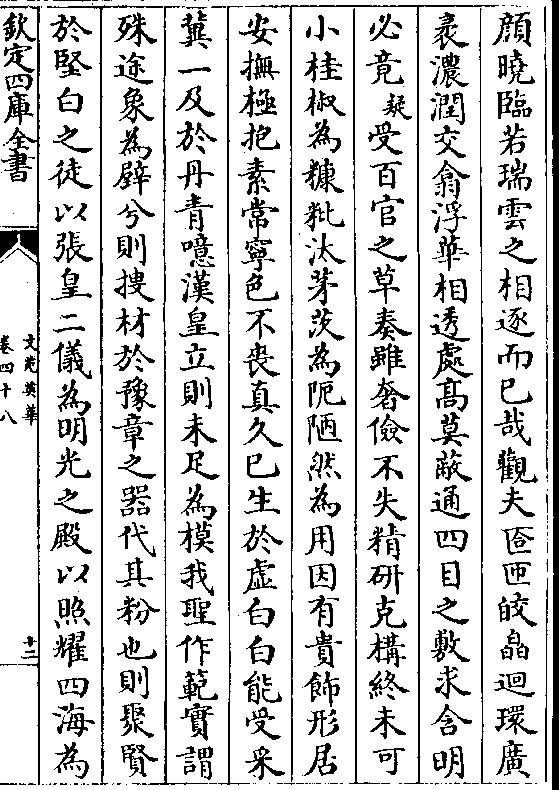 顔曉臨若瑞雲之相逐而已哉觀夫匼匝皎皛迴環廣
袤濃潤交翕浮華相透處髙莫蔽通四目之敷求含明
必竟疑受百官之草奏雖奢儉不失精研克構終未可
小桂椒為糠粃汰茅茨為阨陋然為用因有貴飾形居
安撫極抱素常寧色不喪真久已生於虚白白能受采
冀一及於丹青噫漢皇立則未足為模我聖作範實謂
殊途象為辟兮則捜材於豫章之器代其粉也則聚賢
於堅白之徒以張皇二儀為明光之殿以照耀四海為
欽定四庫全書
文苑英華
卷四十八
十二